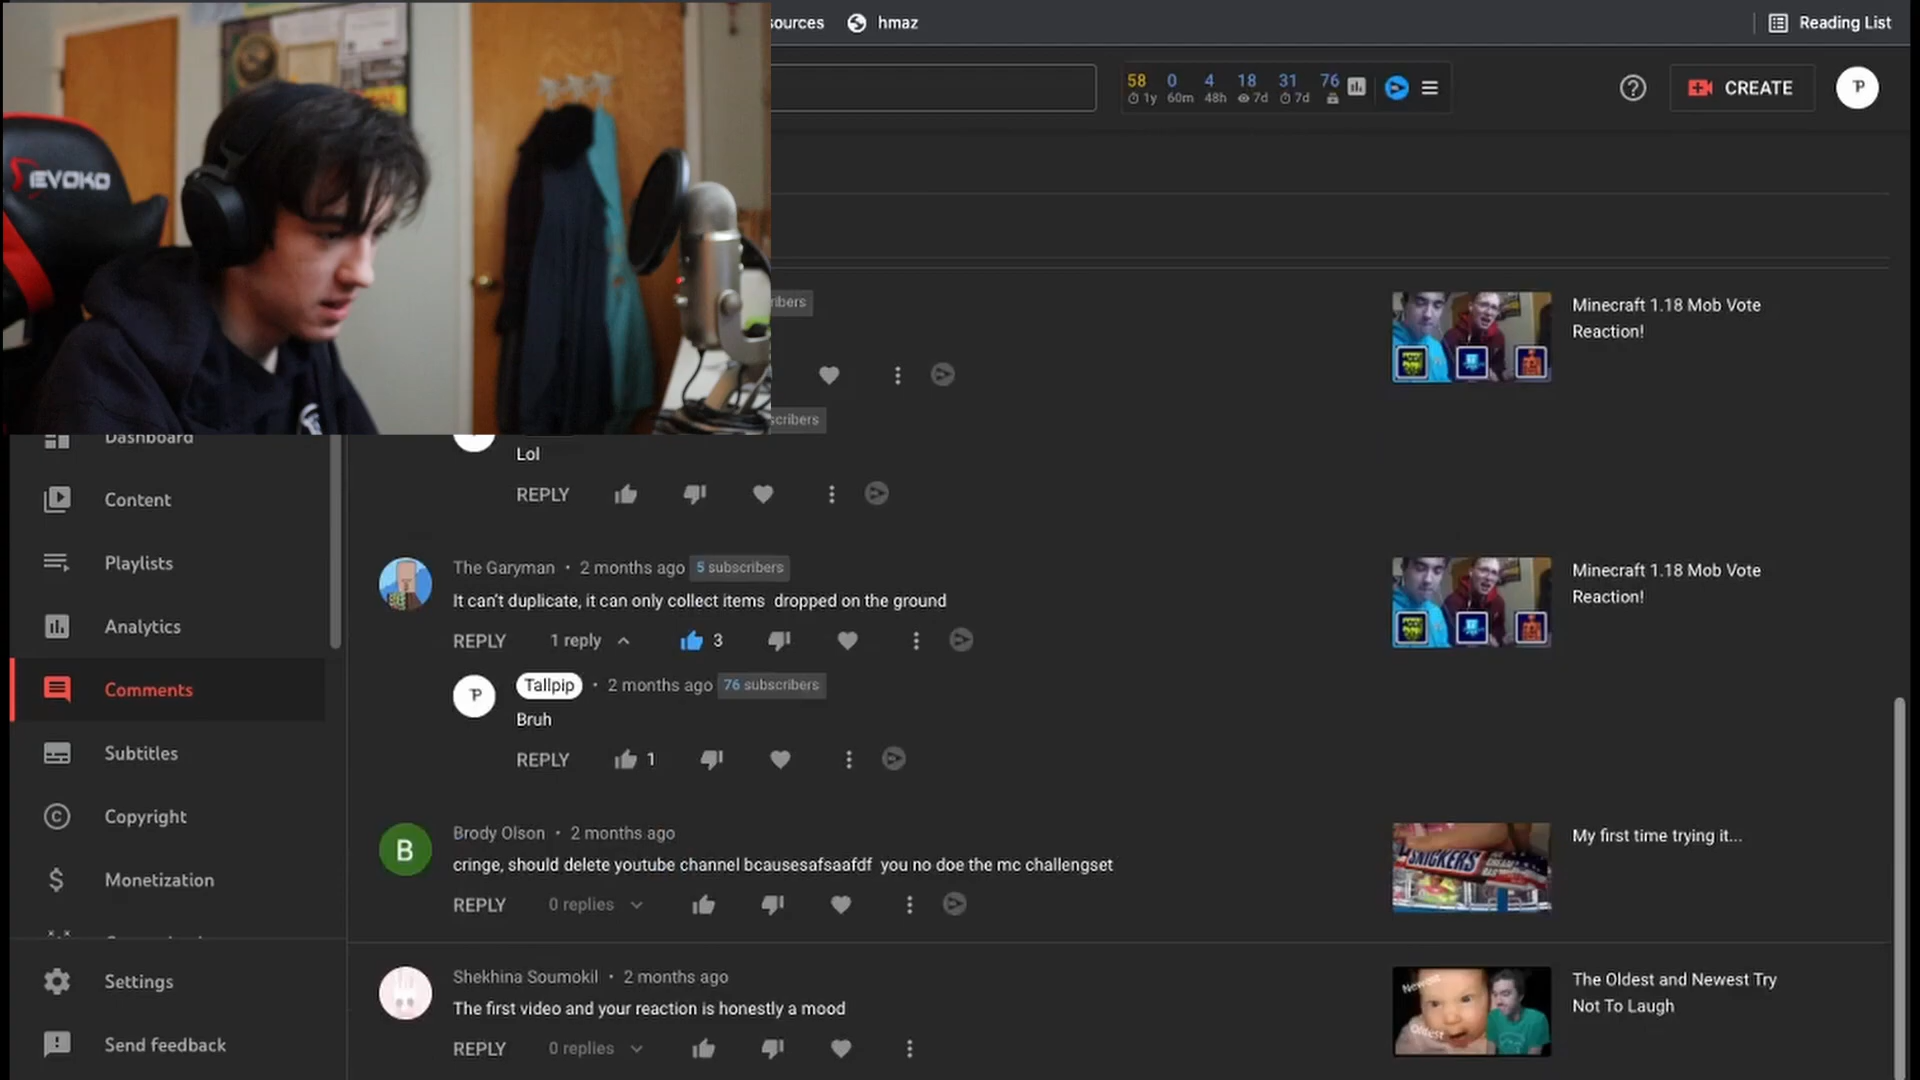 sources
hmaz
Reading List
58 0 4 18 31 76
1y 60m 48h 7d 7d
CREATE
EVOKO
Minecraft 1.18 Mob Vote
Reaction!
Dashboard
Lol
REPLY
Content
Playlists
Analytics
Comments
Subtitles
Copyright
Monetization
Settings
Send feedback
The Garyman • 2 months ago 5 subscribers
It can't duplicate, it can only collect items dropped on the ground
REPLY 1 reply 3
Minecraft 1.18 Mob Vote
Reaction!
Tallpip • 2 months ago 76 subscribers
Bruh
REPLY 1
Brody Olson • 2 months ago
B
cringe, should delete youtube channel bcausesafsaafdf you no doe the mc challengset
REPLY 0 replies
SNICKERS
My first time trying it...
Shekhina Soumokil • 2 months ago
The first video and your reaction is honestly a mood
REPLY 0 replies
Newest
Oldest
The Oldest and Newest Try
Not To Laugh